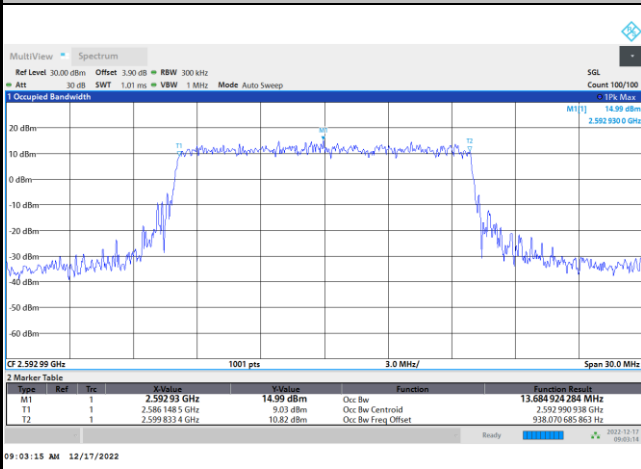 MultiView Spectrum
Ref Level 30.00 dBm Offset 3.90 dB RBW 300 kHz SGL
Att 30 dB SWT 1.01 ms VBW 1 MHz Mode Auto Sweep Count 100/100
1 Occupied Bandwidth 1Pk Max
M1[1] 14.99 dBm
2.592 930 0 GHz
20 dBm
M1
T1 T2
10 dBm
0 dBm
-10 dBm
-20 dBm
-30 dBm
-40 dBm
-50 dBm
-60 dBm
CF 2.592 99 GHz 1001 pts 3.0 MHz/ Span 30.0 MHz
2 Marker Table
Type Ref Trc X-Value Y-Value Function Function Result
M1 1 2.592 93 GHz 14.99 dBm Occ Bw 13.684 924 284 MHz
T1 1 2.586 148 5 GHz 9.03 dBm Occ Bw Centroid 2.592 990 938 GHz
T2 1 2.599 833 4 GHz 10.82 dBm Occ Bw Freq Offset 938.070 685 863 Hz
Ready 2022-12-17
09:03:14
09:03:15 AM 12/17/2022